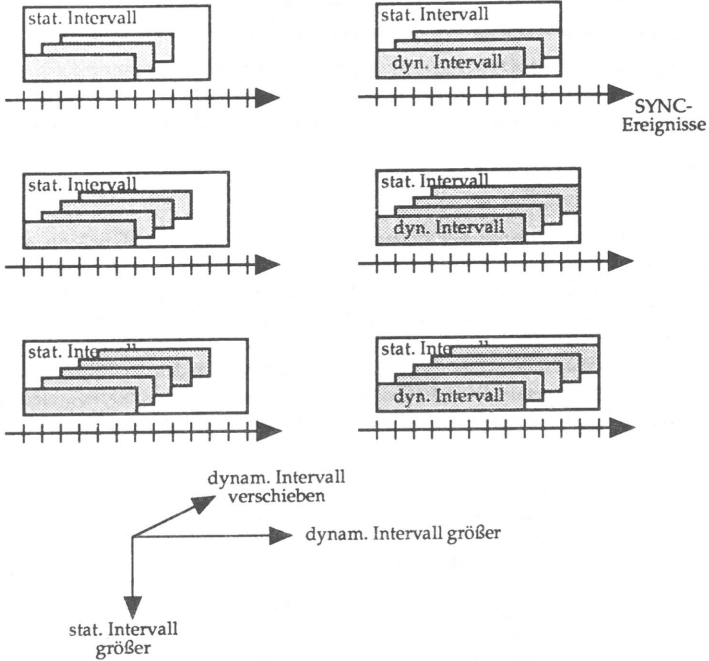 stat. Intervall
stat. Intervall
dyn. Intervall
SYNC-
Ereignisse
stat. Intervall
stat. Intervall
dyn. Intervall
stat. Inte
stat. Inte
dyn. Intervall
dynam. Intervall
verschieben
dynam. Intervall größer
stat. Intervall
größer